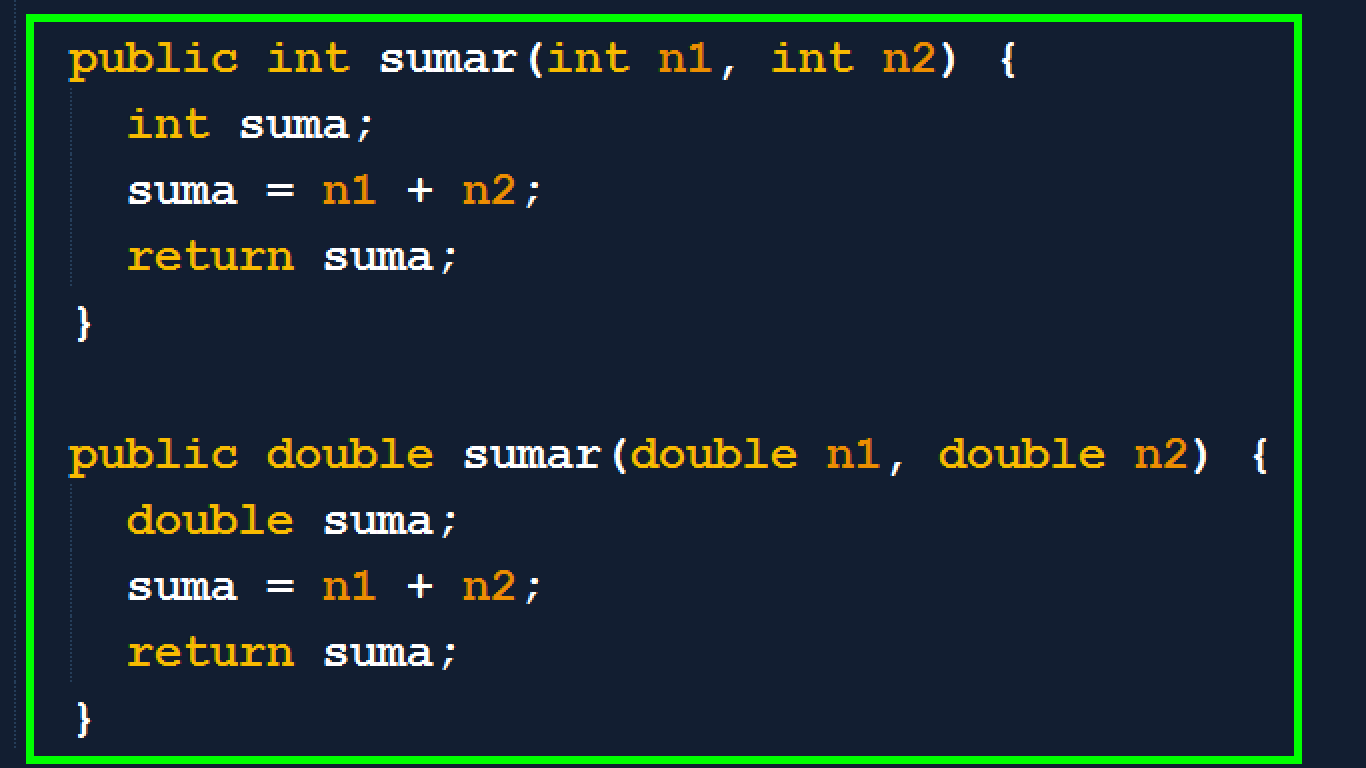 public int sumar(int n1, int n2) {
int suma;
suma = n1 + n2;
return suma;
}
public double sumar(double n1, double n2) {
double suma;
suma = n1 + n2;
return suma;
}